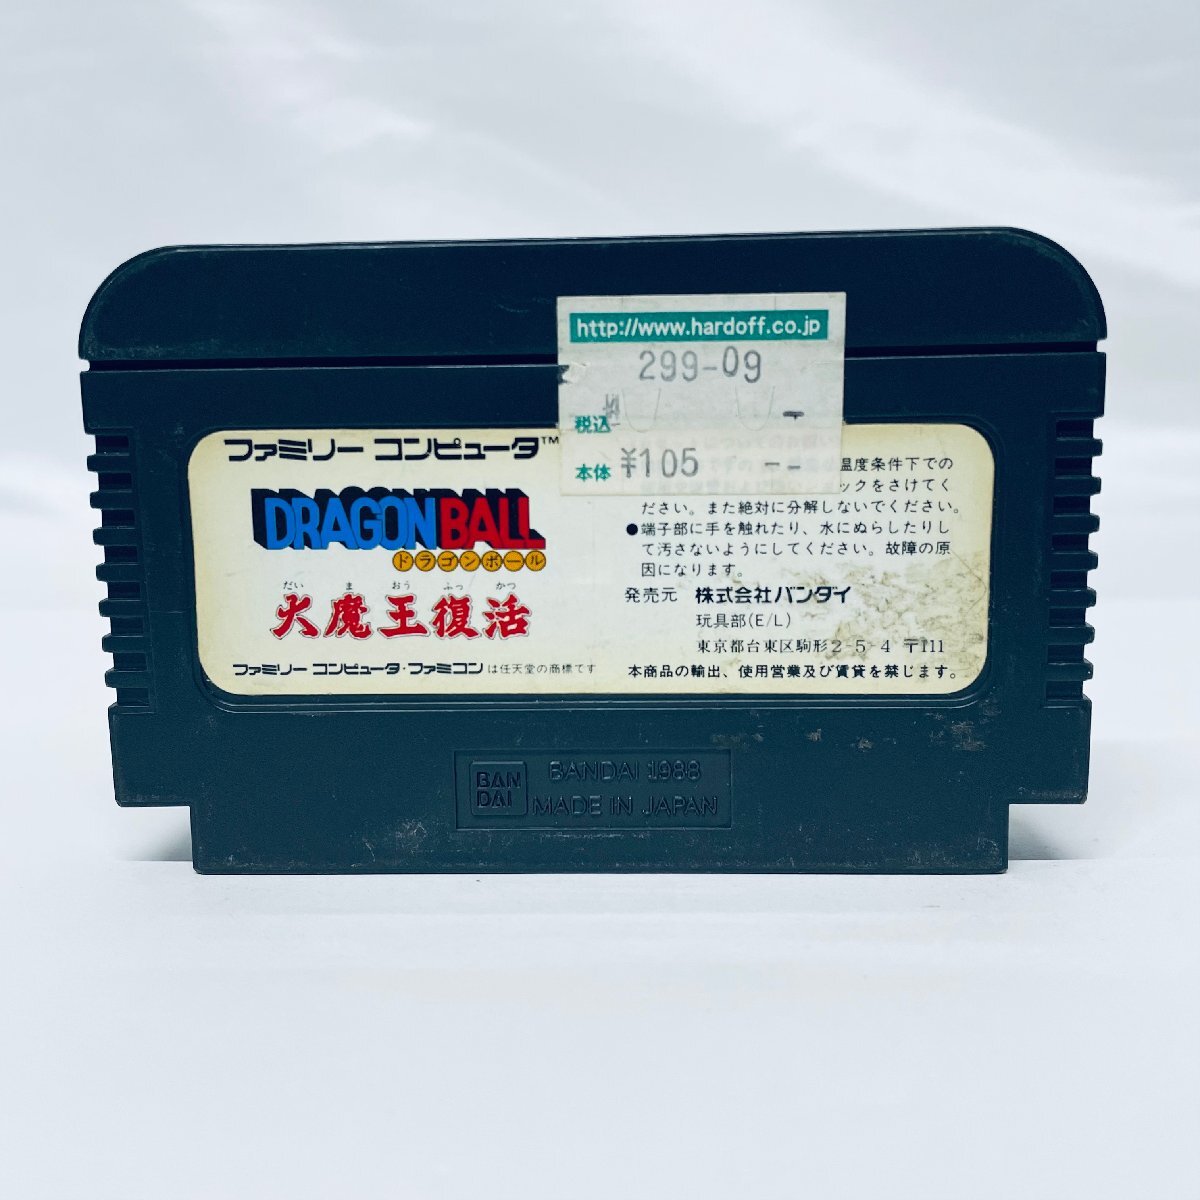 http://www.hardoff.co.jp
299-09
税込
本体 ¥105 --
ファミリー コンピュータ™
DRAGON BALL
ドラゴンボール
だい ま おう ふっ かつ
大魔王復活
ファミリー コンピュータ・ファミコンは任天堂の商標です
温度条件下での
ックをさけてく
ださい。また絶対に分解しないでください。
●端子部に手を触れたり、水にぬらしたりし
て汚さないようにしてください。故障の原
因になります。
発売元 株式会社バンダイ
玩具部(E/L)
東京都台東区駒形2-5-4 〒111
本商品の輸出、使用営業及び賃貸を禁じます。
BAN
DAI
BANDAI 1988
MADE IN JAPAN